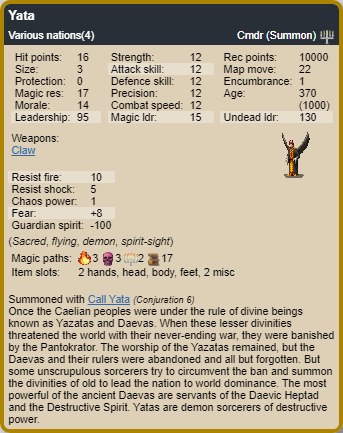 Yata
Various nations(4) Cmdr (Summon)
Hit points: 16 Strength: 12 Rec points: 10000
Size: 3 Attack skill: 12 Map move: 22
Protection: 0 Defence skill: 12 Encumbrance: 1
Magic res: 17 Precision: 12 Age: 370
Morale: 14 Combat speed: 12 (1000)
Leadership: 95 Magic ldr: 15 Undead ldr: 130
Weapons:
Claw
Resist fire: 10
Resist shock: 5
Chaos power: 1
Fear: +8
Guardian spirit: -100
(Sacred, flying, demon, spirit-sight)
Magic paths: 3 3 2 17
Item slots: 2 hands, head, body, feet, 2 misc
Summoned with Call Yata (Conjuration 6)
Once the Caelian peoples were under the rule of divine beings
known as Yazatas and Daevas. When these lesser divinities
threatened the world with their never-ending war, they were banished
by the Pantokrator. The worship of the Yazatas remained, but the
Daevas and their rulers were abandoned and all but forgotten. But
some unscrupulous sorcerers try to circumvent the ban and summon
the divinities of old to lead the nation to world dominance. The most
powerful of the ancient Daevas are servants of the Daevic Heptad
and the Destructive Spirit. Yatas are demon sorcerers of destructive
power.